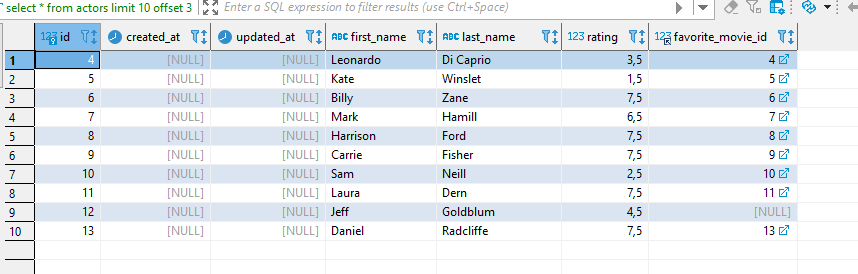 select * from actors limit 10 offset 3 Enter a SQL expression to filter results (use Ctrl+Space)
123 id created_at updated_at ABC first_name ABC last_name 123 rating 123 favorite_movie_id
1 4 [NULL] [NULL] Leonardo Di Caprio 3,5 4
2 5 [NULL] [NULL] Kate Winslet 1,5 5
3 6 [NULL] [NULL] Billy Zane 7,5 6
4 7 [NULL] [NULL] Mark Hamill 6,5 7
5 8 [NULL] [NULL] Harrison Ford 7,5 8
6 9 [NULL] [NULL] Carrie Fisher 7,5 9
7 10 [NULL] [NULL] Sam Neill 2,5 10
8 11 [NULL] [NULL] Laura Dern 7,5 11
9 12 [NULL] [NULL] Jeff Goldblum 4,5 [NULL]
10 13 [NULL] [NULL] Daniel Radcliffe 7,5 13